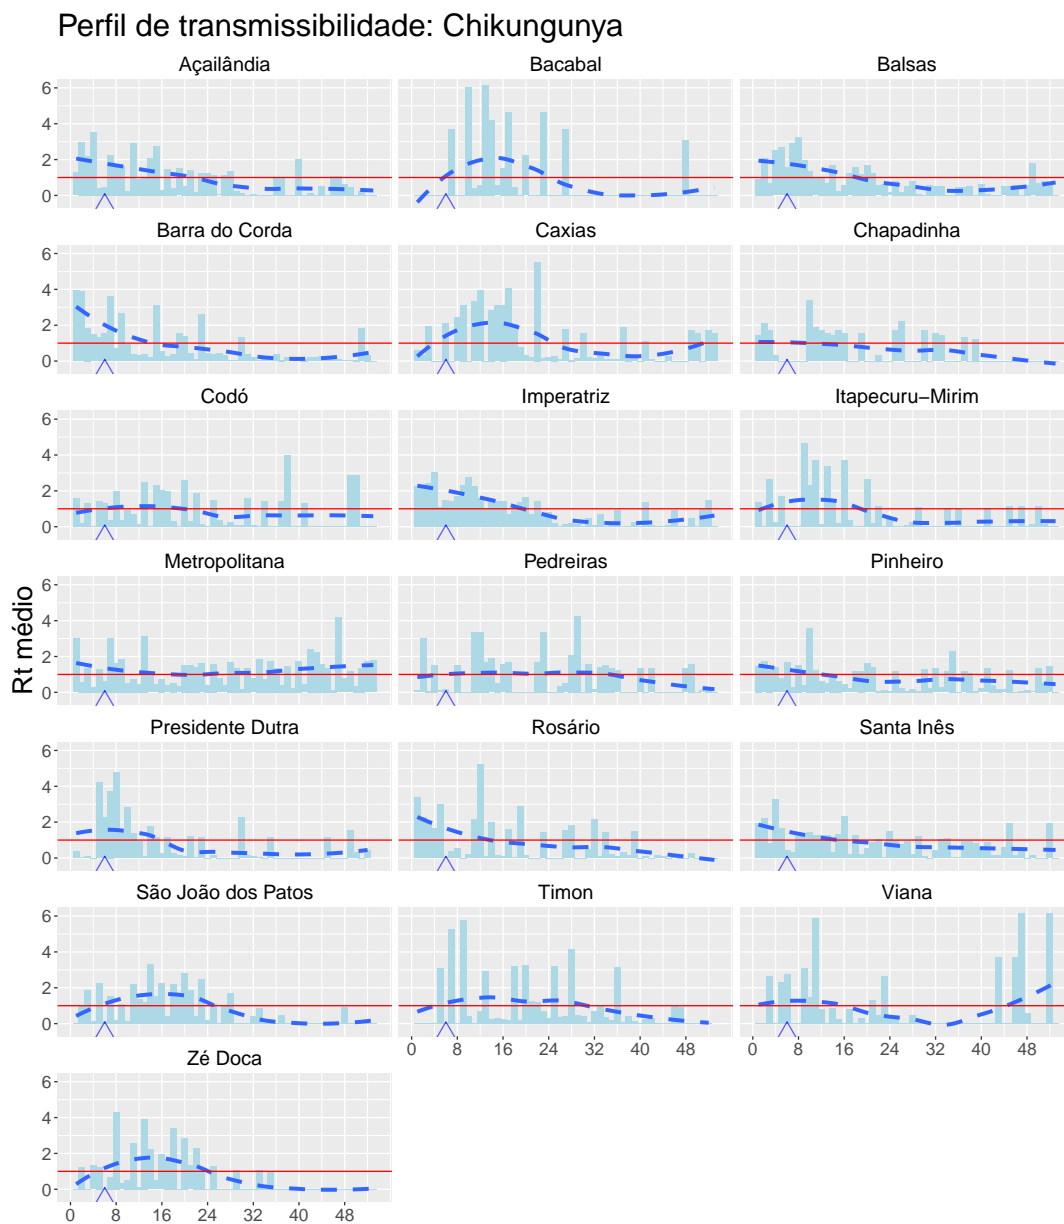 Perfil de transmissibilidade: Chikungunya
Açailândia Bacabal Balsas
6
4
2
0
Barra do Corda Caxias Chapadinha
6
4
2
0
Codó Imperatriz Itapecuru−Mirim
6
4
2
0
Metropolitana Pedreiras Pinheiro
6
4
2
0
Rt médio
Presidente Dutra Rosário Santa Inês
6
4
2
0
São João dos Patos Timon Viana
6
4
2
0
0 8 16 24 32 40 48 0 8 16 24 32 40 48
Zé Doca
6
4
2
0
0 8 16 24 32 40 48